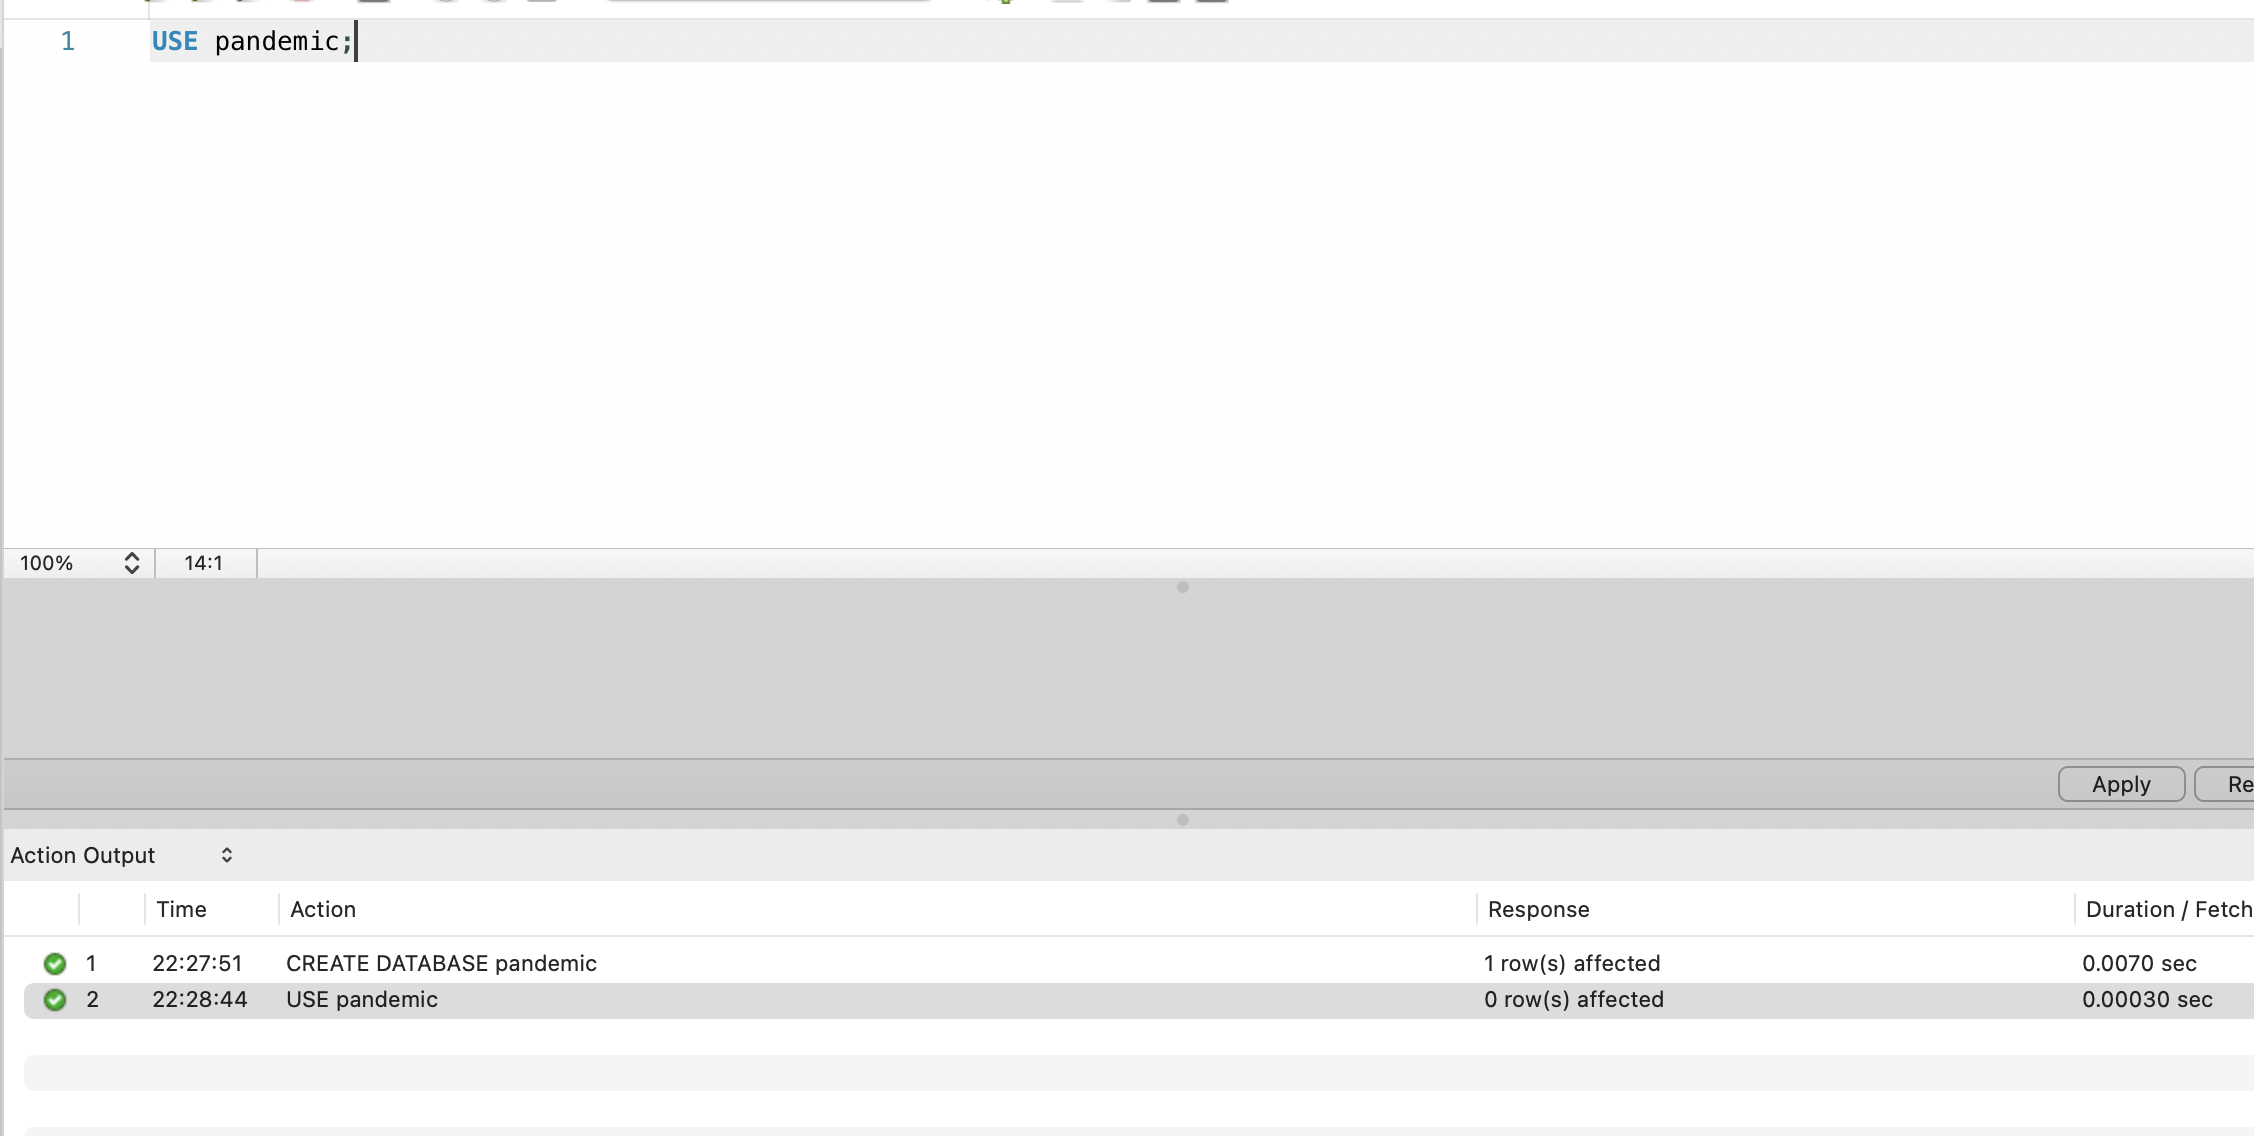 1 USE pandemic;
100% 14:1
Apply Re
Action Output
Time Action Response Duration / Fetch
1 22:27:51 CREATE DATABASE pandemic 1 row(s) affected 0.0070 sec
2 22:28:44 USE pandemic 0 row(s) affected 0.00030 sec